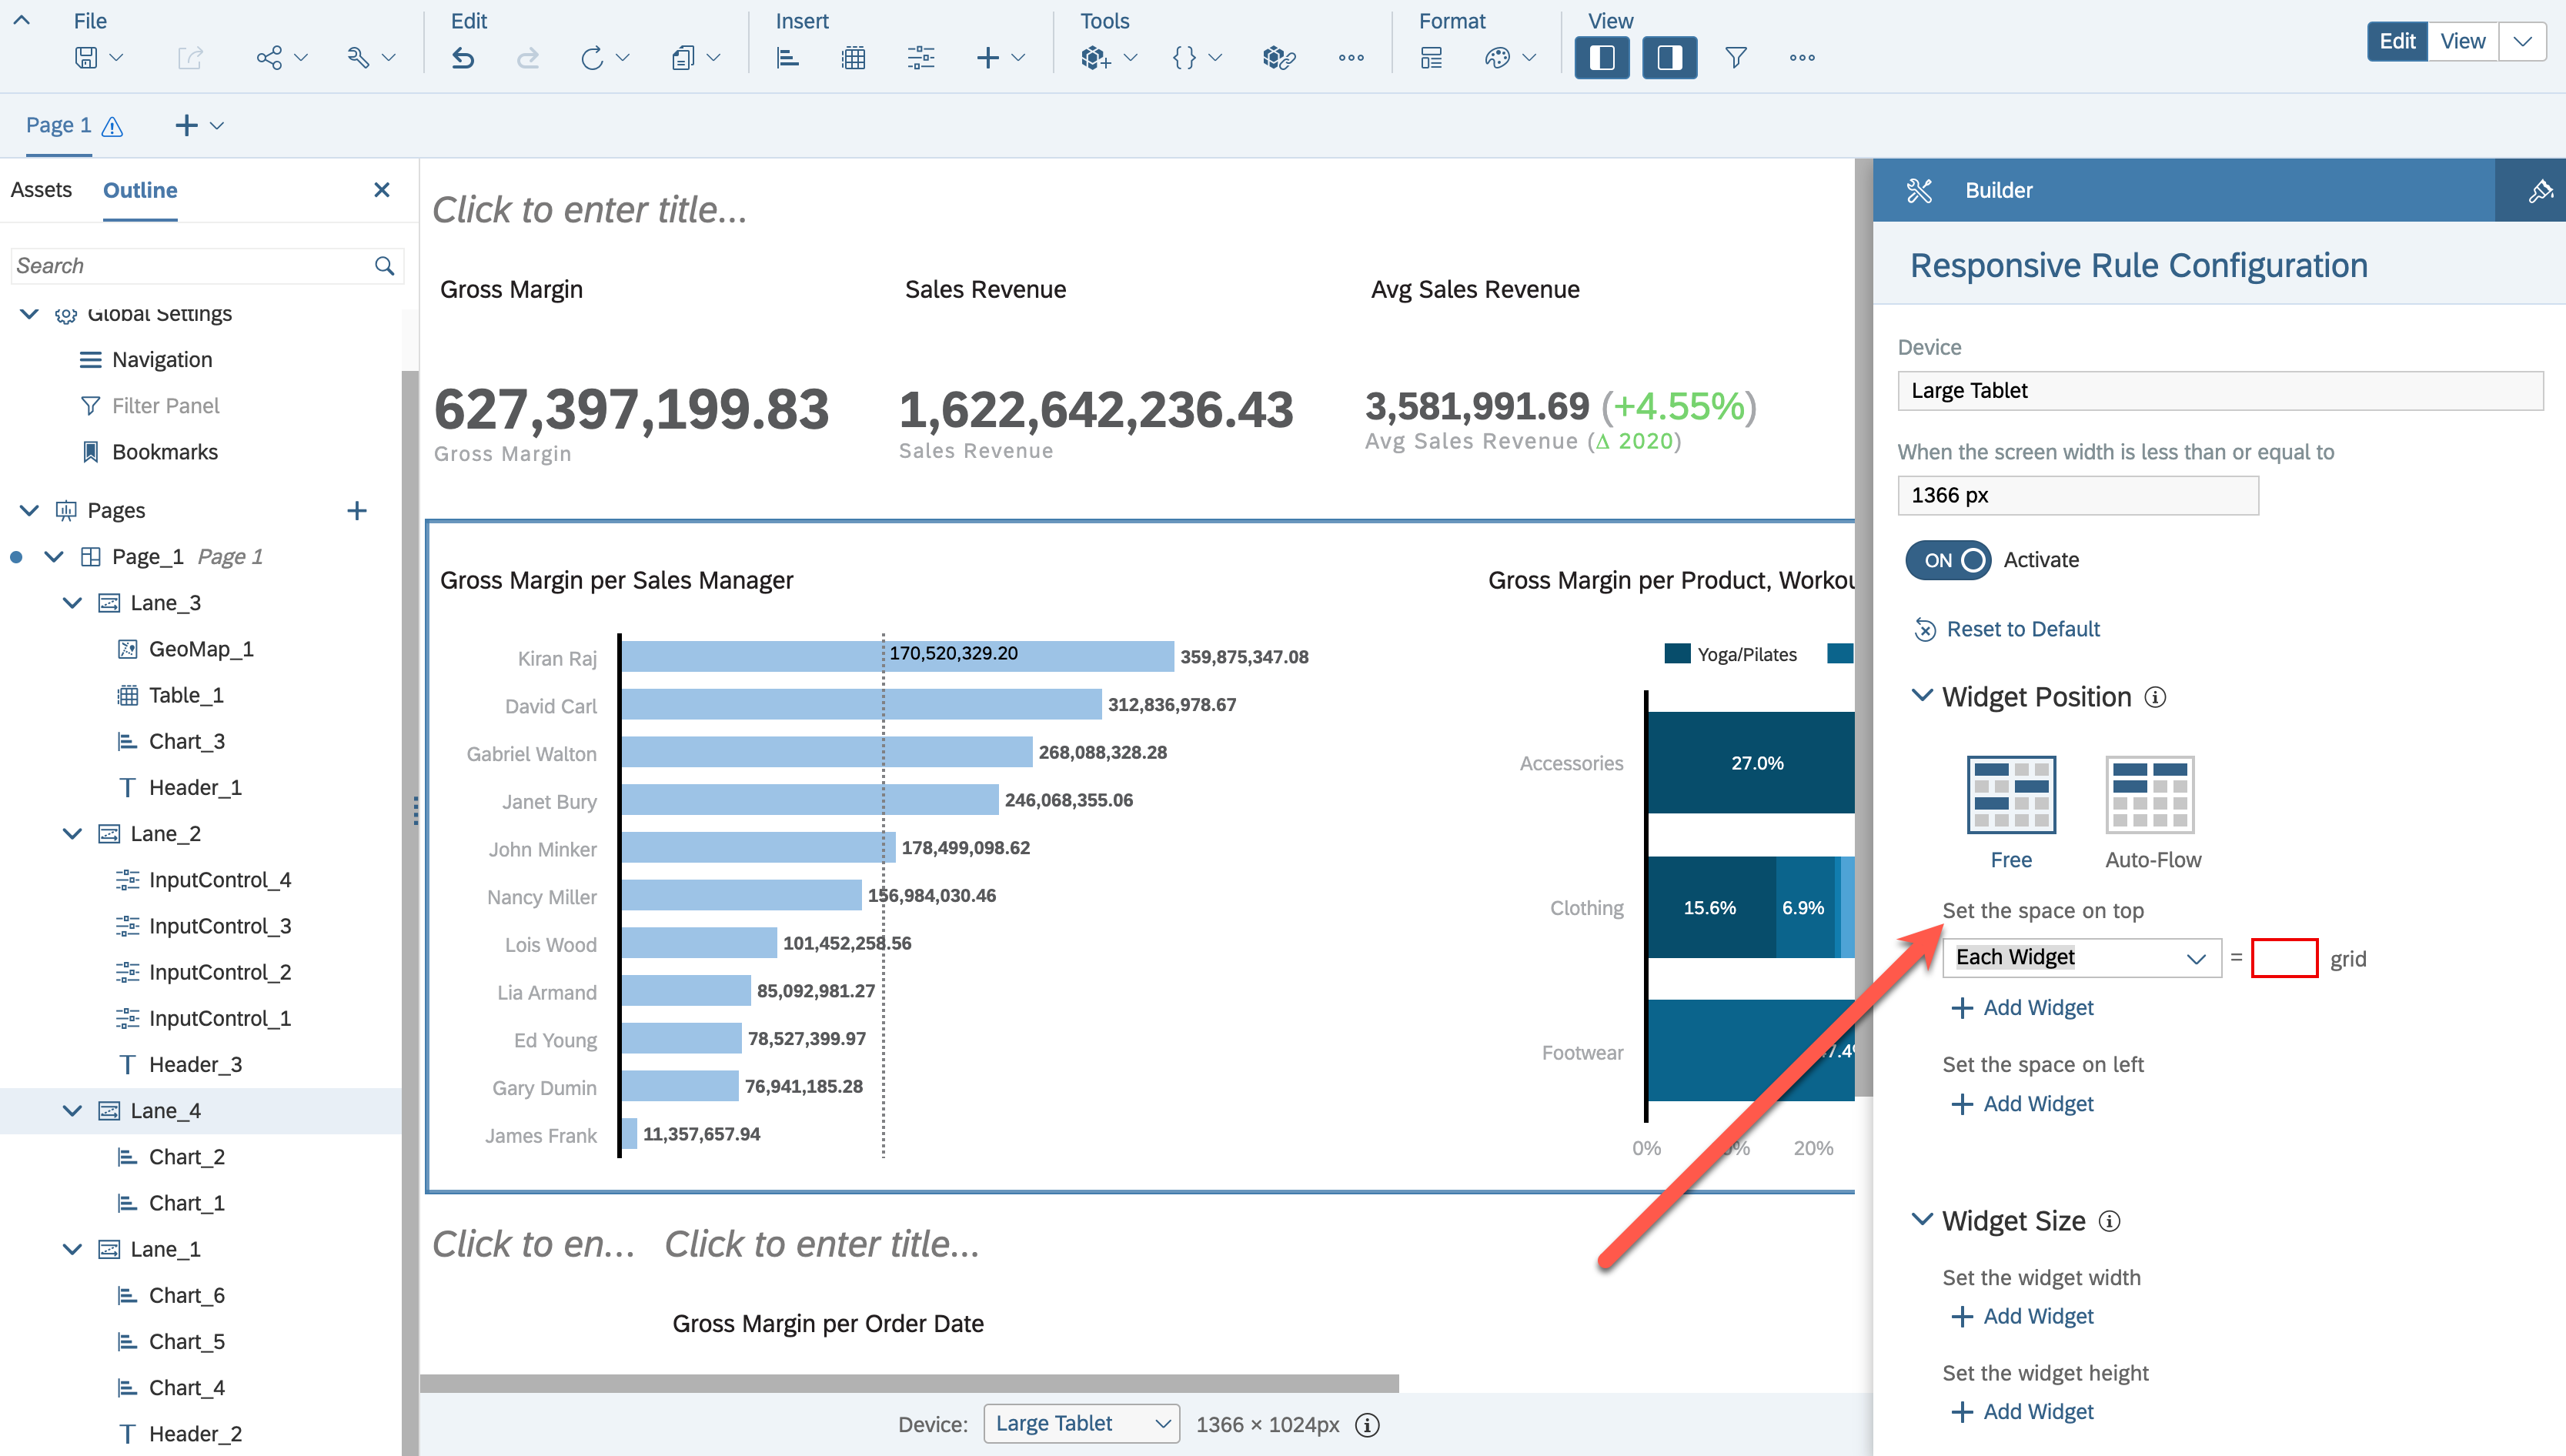 File
Edit
Insert
Tools
Format
View
Edit
View
Page 1
Assets
Outline
Search
Global Settings
Navigation
Filter Panel
Bookmarks
Pages
Page_1 Page 1
Lane_3
GeoMap_1
Table_1
Chart_3
Header_1
Lane_2
InputControl_4
InputControl_3
InputControl_2
InputControl_1
Header_3
Lane_4
Chart_2
Chart_1
Lane_1
Chart_6
Chart_5
Chart_4
Header_2
Click to enter title...
Gross Margin
627,397,199.83
Gross Margin
Sales Revenue
1,622,642,236.43
Sales Revenue
Avg Sales Revenue
3,581,991.69 (+4.55%)
Avg Sales Revenue (Δ 2020)
Gross Margin per Sales Manager
170,520,329.20
Kiran Raj 359,875,347.08
David Carl 312,836,978.67
Gabriel Walton 268,088,328.28
Janet Bury 246,068,355.06
John Minker 178,499,098.62
Nancy Miller 156,984,030.46
Lois Wood 101,452,258.56
Lia Armand 85,092,981.27
Ed Young 78,527,399.97
Gary Dumin 76,941,185.28
James Frank 11,357,657.94
Gross Margin per Product, Workou
Yoga/Pilates
Accessories 27.0%
Clothing 15.6% 6.9%
Footwear
0% 20%
Click to en... Click to enter title...
Gross Margin per Order Date
Device: Large Tablet 1366 × 1024px
Builder
Responsive Rule Configuration
Device
Large Tablet
When the screen width is less than or equal to
1366 px
ON Activate
Reset to Default
Widget Position
Free Auto-Flow
Set the space on top
Each Widget = grid
Add Widget
Set the space on left
Add Widget
Widget Size
Set the widget width
Add Widget
Set the widget height
Add Widget